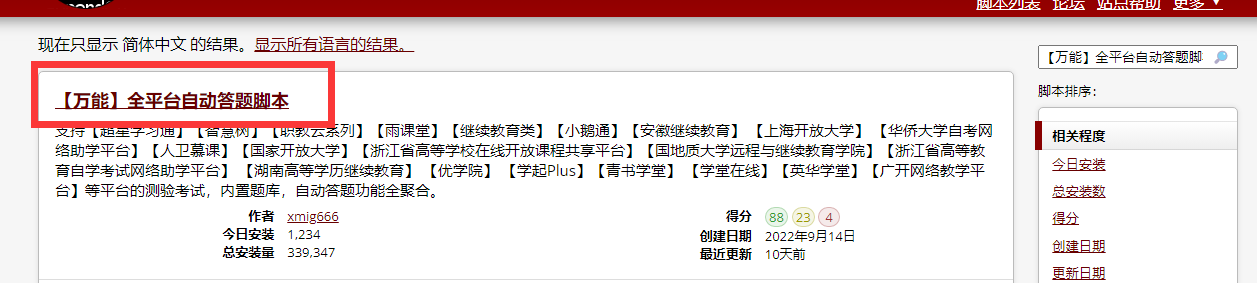 脚本列表 论坛 站点帮助 更多 ▼
现在只显示 简体中文 的结果。显示所有语言的结果。
【万能】全平台自动答题脚
脚本排序：
【万能】全平台自动答题脚本
支持【超星学习通】【智慧树】【职教云系列】【雨课堂】【继续教育类】【小鹅通】【安徽继续教育】【上海开放大学】【华侨大学自考网
络助学平台】【人卫慕课】【国家开放大学】【浙江省高等学校在线开放课程共享平台】【国地质大学远程与继续教育学院】【浙江省高等教
育自学考试网络助学平台】【湖南高等学历继续教育】【优学院】【学起Plus】【青书学堂】【学堂在线】【英华学堂】【广开网络教学平
台】等平台的测验考试，内置题库，自动答题功能全聚合。
作者 xmig666
今日安装 1,234
总安装量 339,347
得分 88 23 4
创建日期 2022年9月14日
最近更新 10天前
相关程度
今日安装
总安装数
得分
创建日期
更新日期